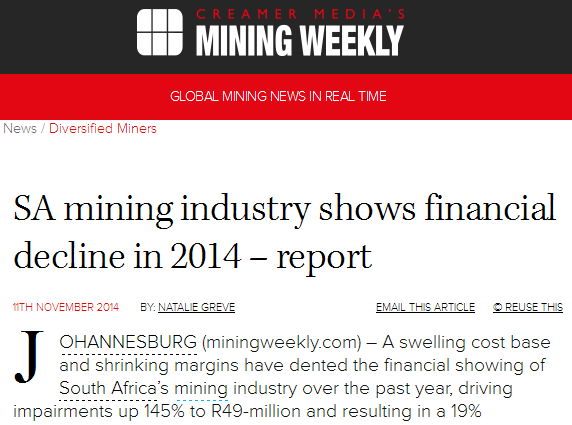 CREAMER MEDIA'S
MINING WEEKLY
GLOBAL MINING NEWS IN REAL TIME
News / Diversified Miners
SA mining industry shows financial
decline in 2014 – report
11TH NOVEMBER 2014 BY: NATALIE GREVE EMAIL THIS ARTICLE © REUSE THIS
JOHANNESBURG (miningweekly.com) – A swelling cost base
and shrinking margins have dented the financial showing of
South Africa's mining industry over the past year, driving
impairments up 145% to R49-million and resulting in a 19%